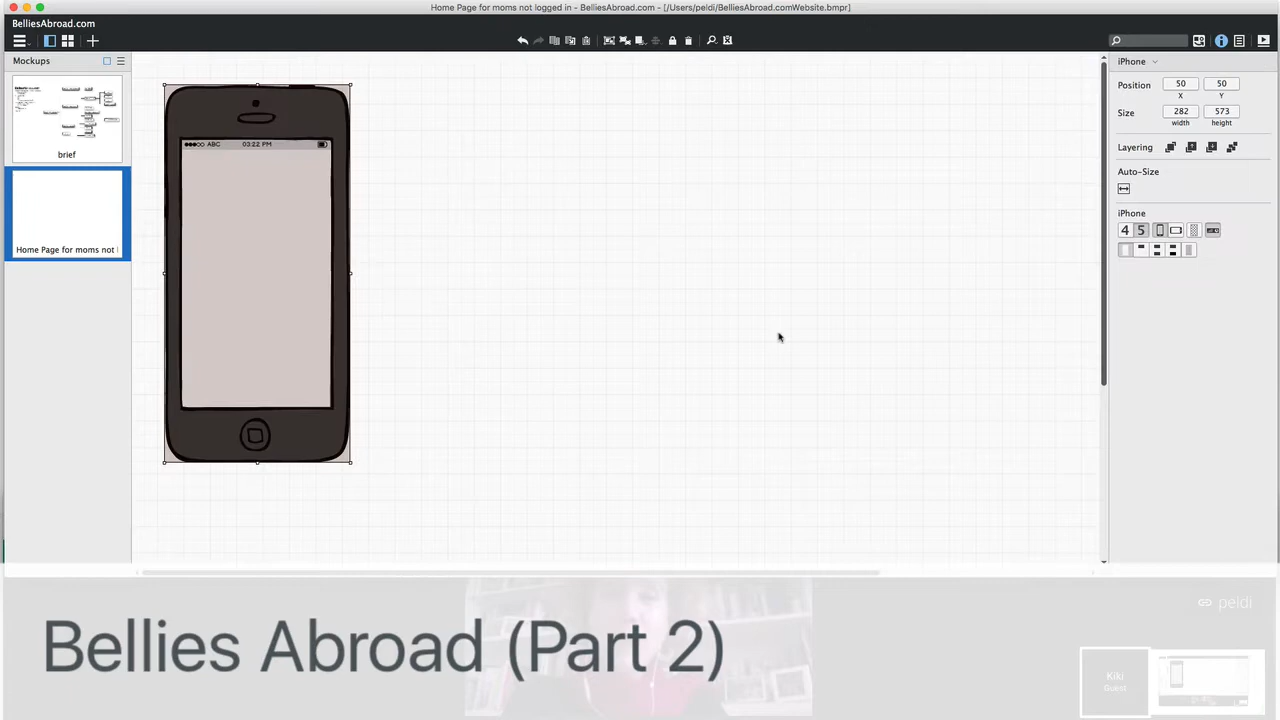 Home Page for moms not logged in - BelliesAbroad.com - [/Users/peldi/BelliesAbroad.comWebsite.bmpr]
BelliesAbroad.com
Mockups
brief
Home Page for moms not
ABC
03:22 PM
iPhone
Position
50
50
X
Y
Size
282
573
width
height
Layering
Auto-Size
iPhone
4
5
Bellies Abroad (Part 2)
peldi
Kiki
Guest